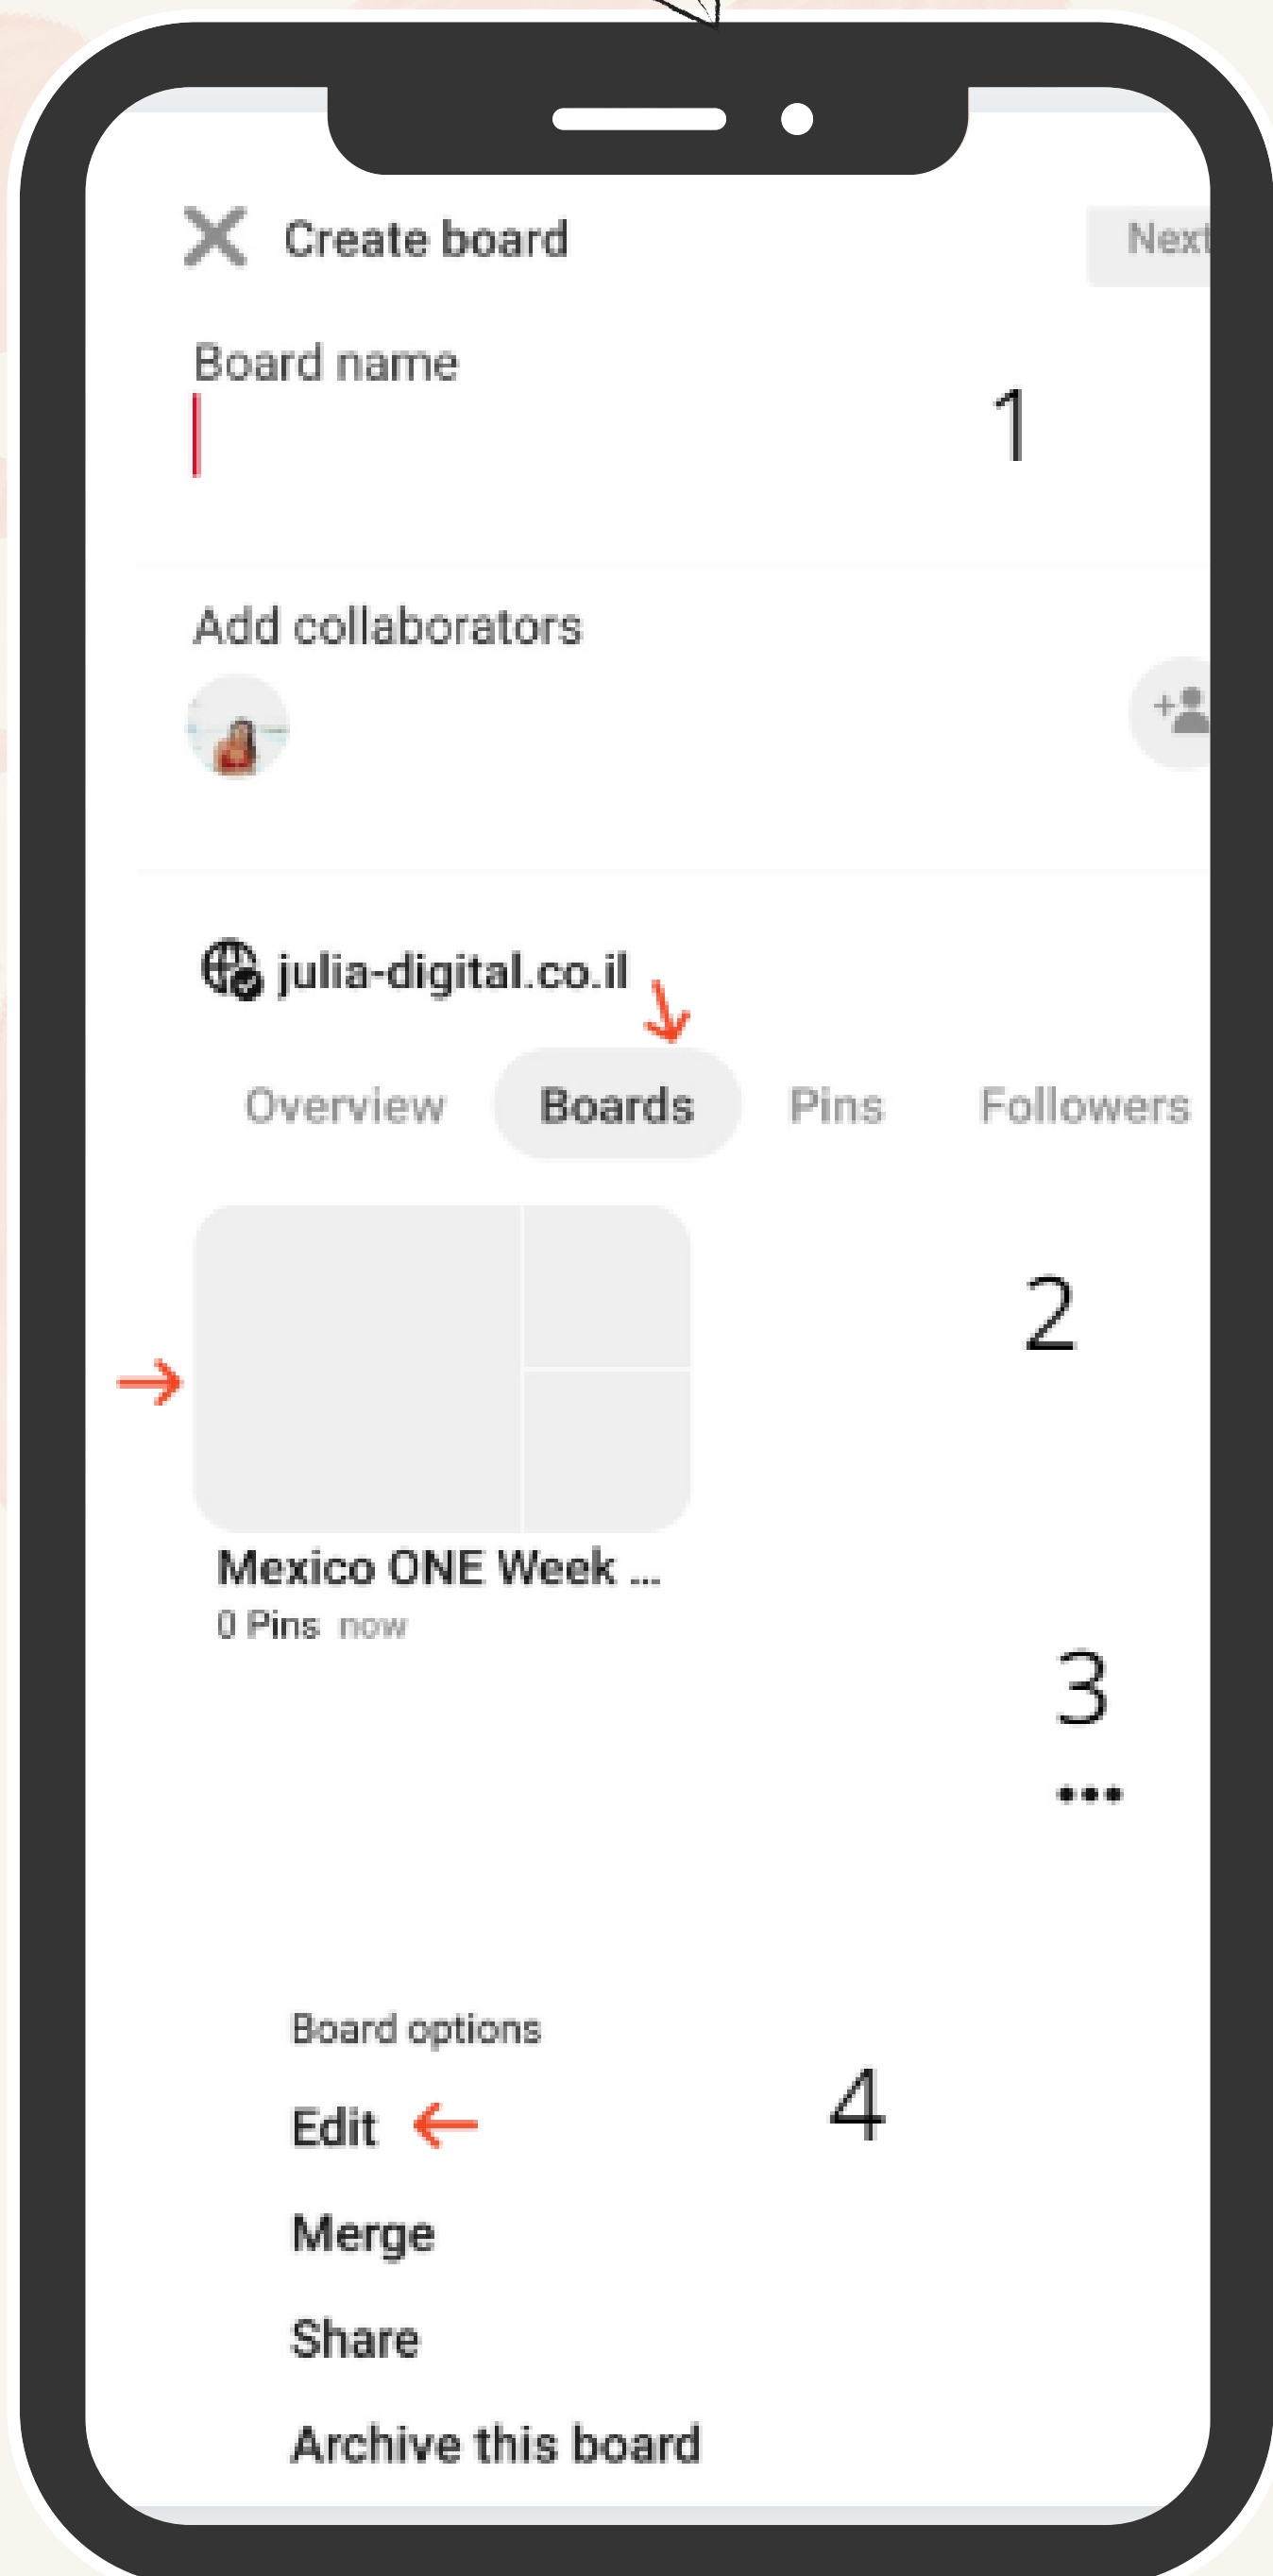 Create board
Next
Board name
1
Add collaborators
julia-digital.co.il
Overview Boards Pins Followers
2
Mexico ONE Week ...
0 Pins now
3
•••
Board options
Edit
4
Merge
Share
Archive this board